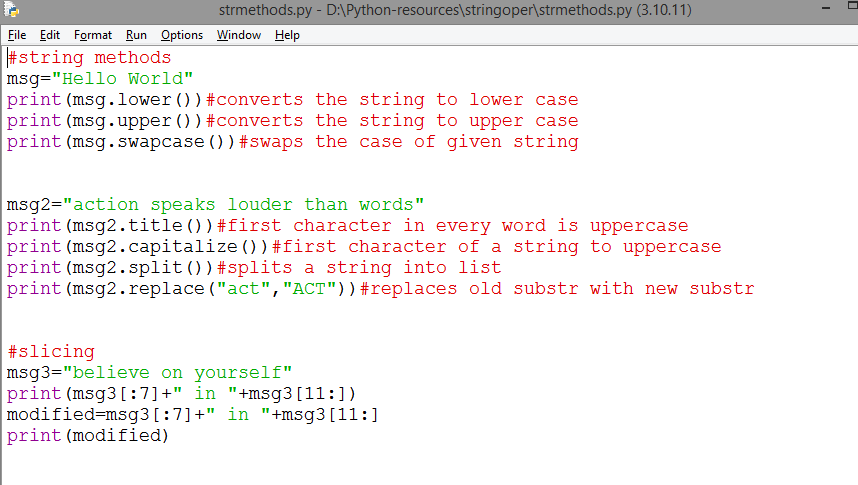 strmethods.py - D:\Python-resources\stringoper\strmethods.py (3.10.11)
File Edit Format Run Options Window Help
#string methods
msg="Hello World"
print(msg.lower())#converts the string to lower case
print(msg.upper())#converts the string to upper case
print(msg.swapcase())#swaps the case of given string
msg2="action speaks louder than words"
print(msg2.title())#first character in every word is uppercase
print(msg2.capitalize())#first character of a string to uppercase
print(msg2.split())#splits a string into list
print(msg2.replace("act","ACT"))#replaces old substr with new substr
#slicing
msg3="believe on yourself"
print(msg3[:7]+" in "+msg3[11:])
modified=msg3[:7]+" in "+msg3[11:]
print(modified)